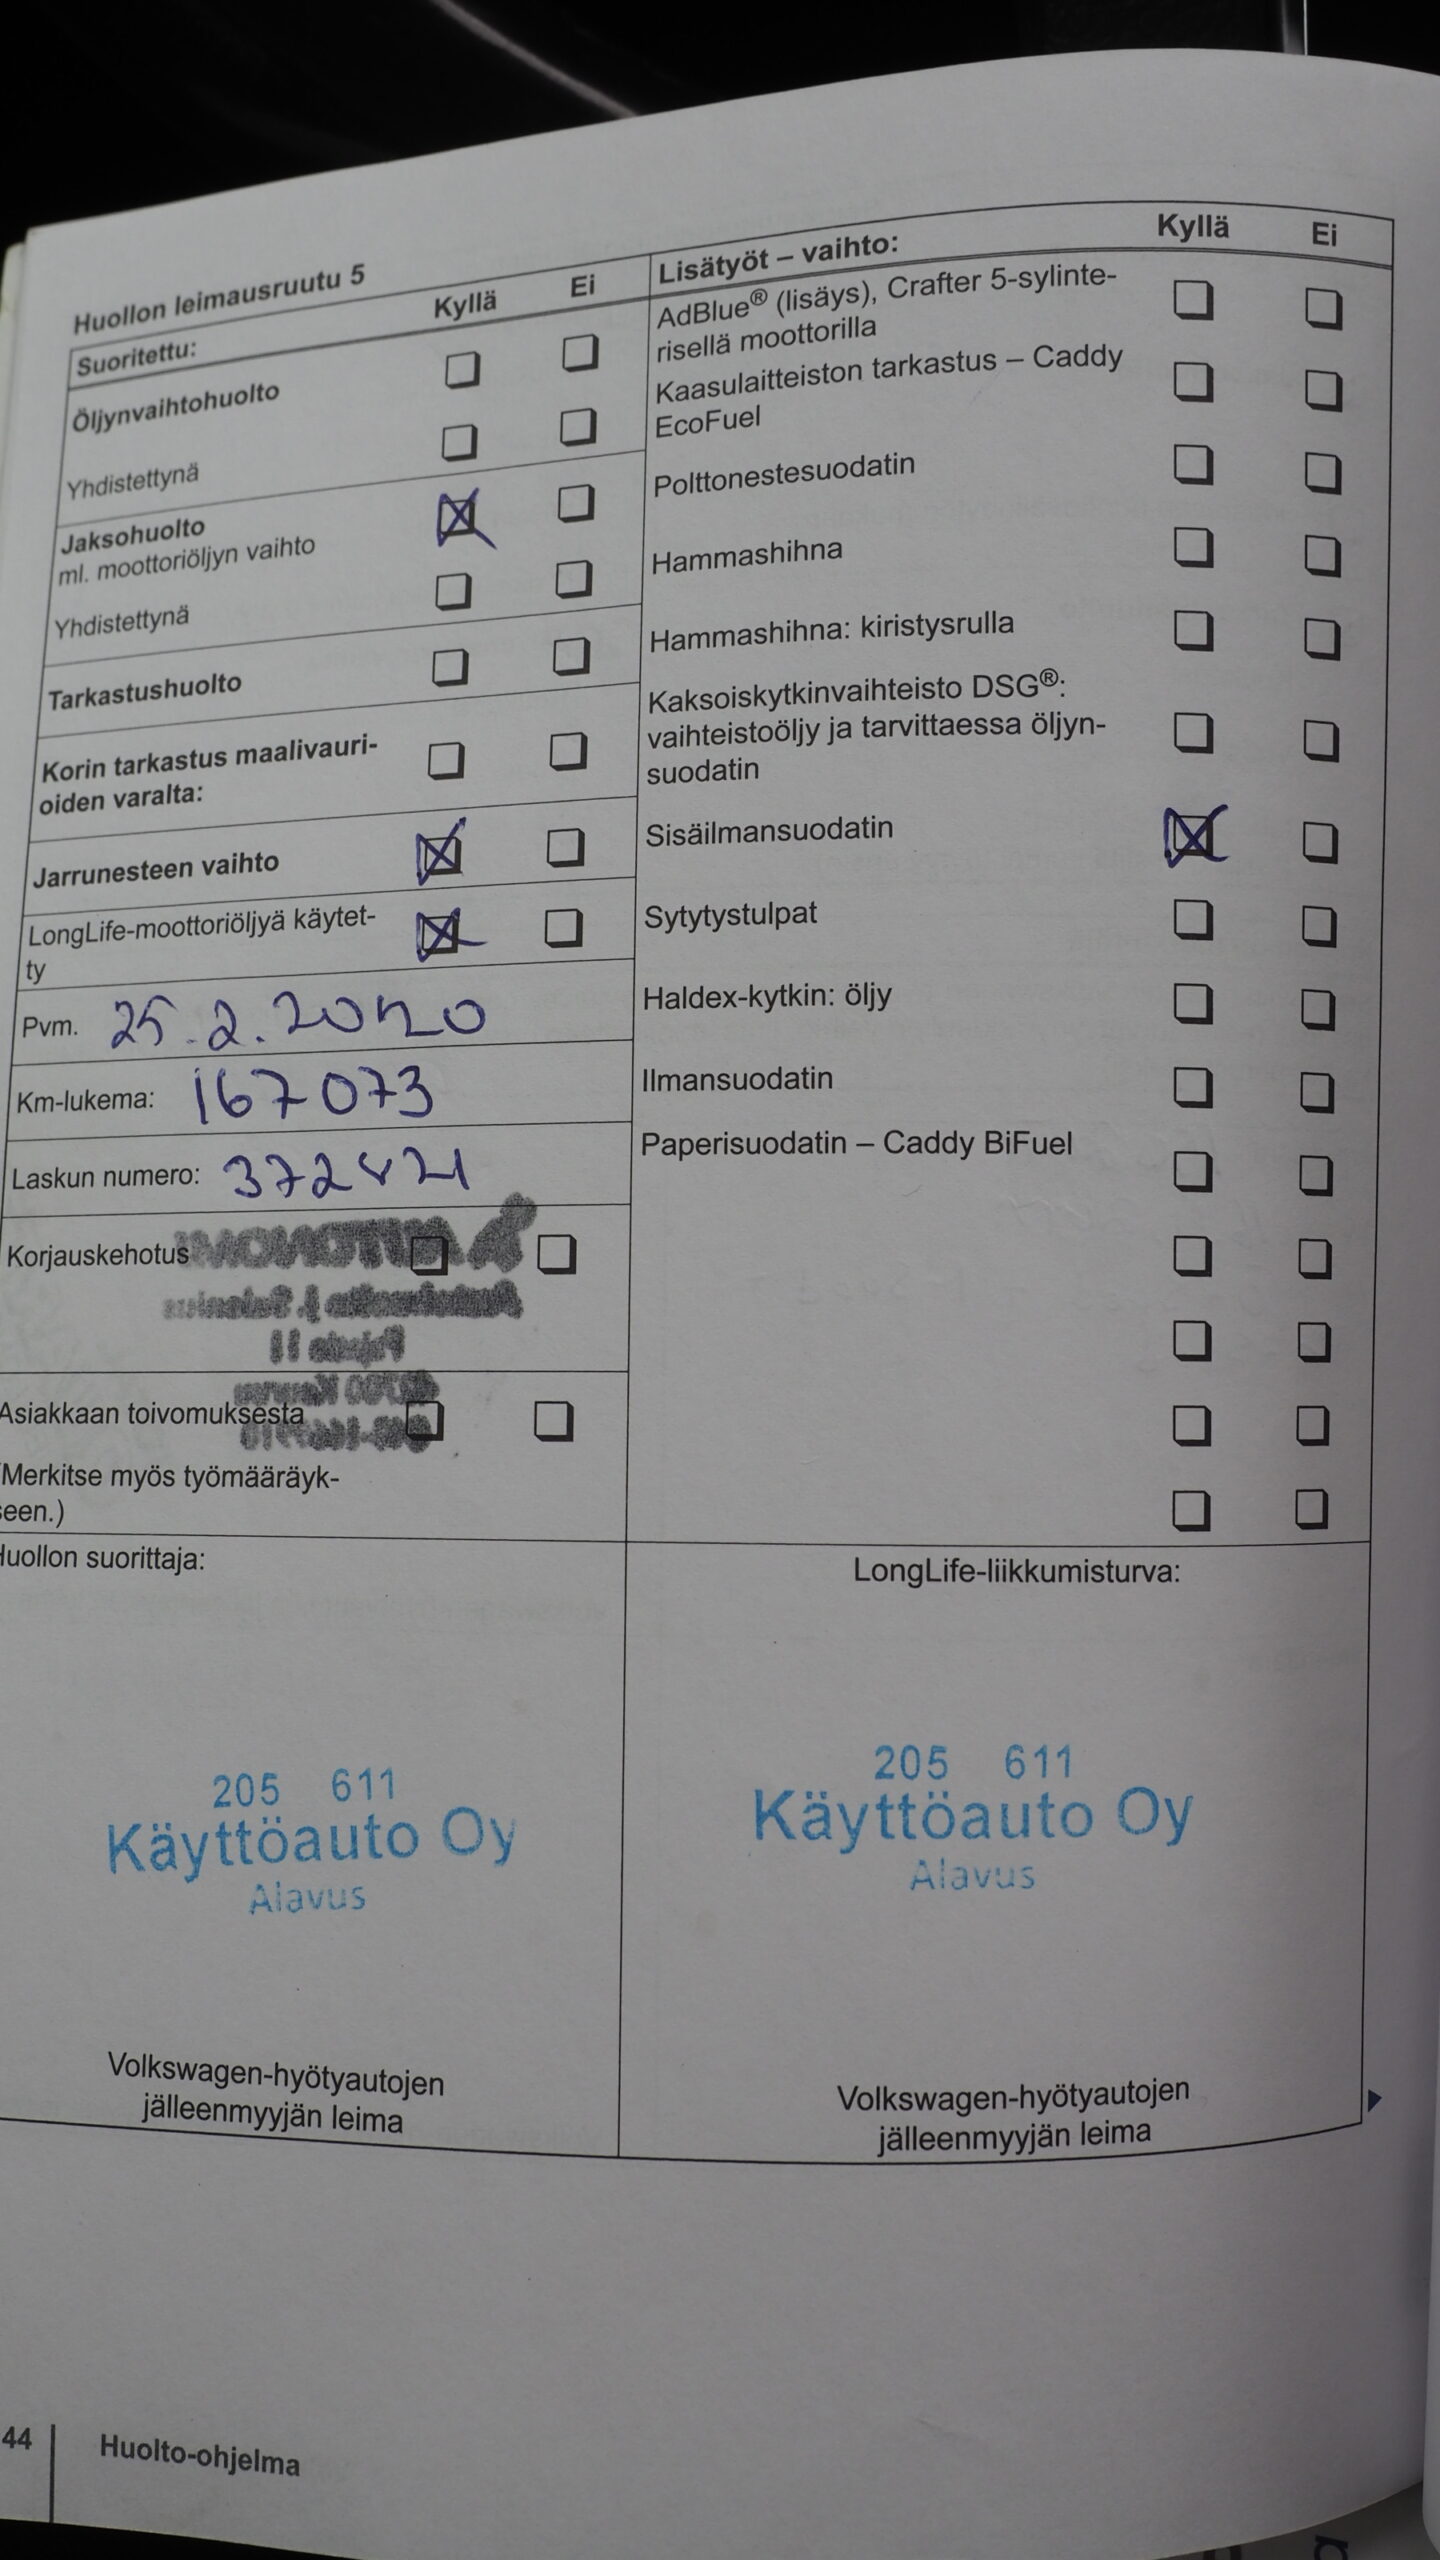 Huollon leimausruutu 5
Suoritettu:
Kyllä
Ei
Öljynvaihtohuolto
Yhdistettynä
Jaksohuolto
ml. moottoriöljyn vaihto
Yhdistettynä
Tarkastushuolto
Korin tarkastus maalivauri-
oiden varalta:
Jarrunesteen vaihto
LongLife-moottoriöljyä käytet-
ty
Pvm. 25.2.2020
Km-lukema: 167073
Laskun numero:
Korjauskehotus
Asiakkaan toivomuksesta
(Merkitse myös työmääräyk-
seen.)
Lisätyöt – vaihto:
Kyllä
Ei
AdBlue® (lisäys), Crafter 5-sylinte-
risellä moottorilla
Kaasulaitteiston tarkastus – Caddy
EcoFuel
Polttonestesuodatin
Hammashihna
Hammashihna: kiristysrulla
Kaksoiskytkinvaihteisto DSG®:
vaihteistoöljy ja tarvittaessa öljyn-
suodatin
Sisäilmansuodatin
Sytytystulpat
Haldex-kytkin: öljy
Ilmansuodatin
Paperisuodatin – Caddy BiFuel
Huollon suorittaja:
205 611
Käyttöauto Oy
Alavus
Volkswagen-hyötyautojen
jälleenmyyjän leima
LongLife-liikkumisturva:
205 611
Käyttöauto Oy
Alavus
Volkswagen-hyötyautojen
jälleenmyyjän leima
44
Huolto-ohjelma